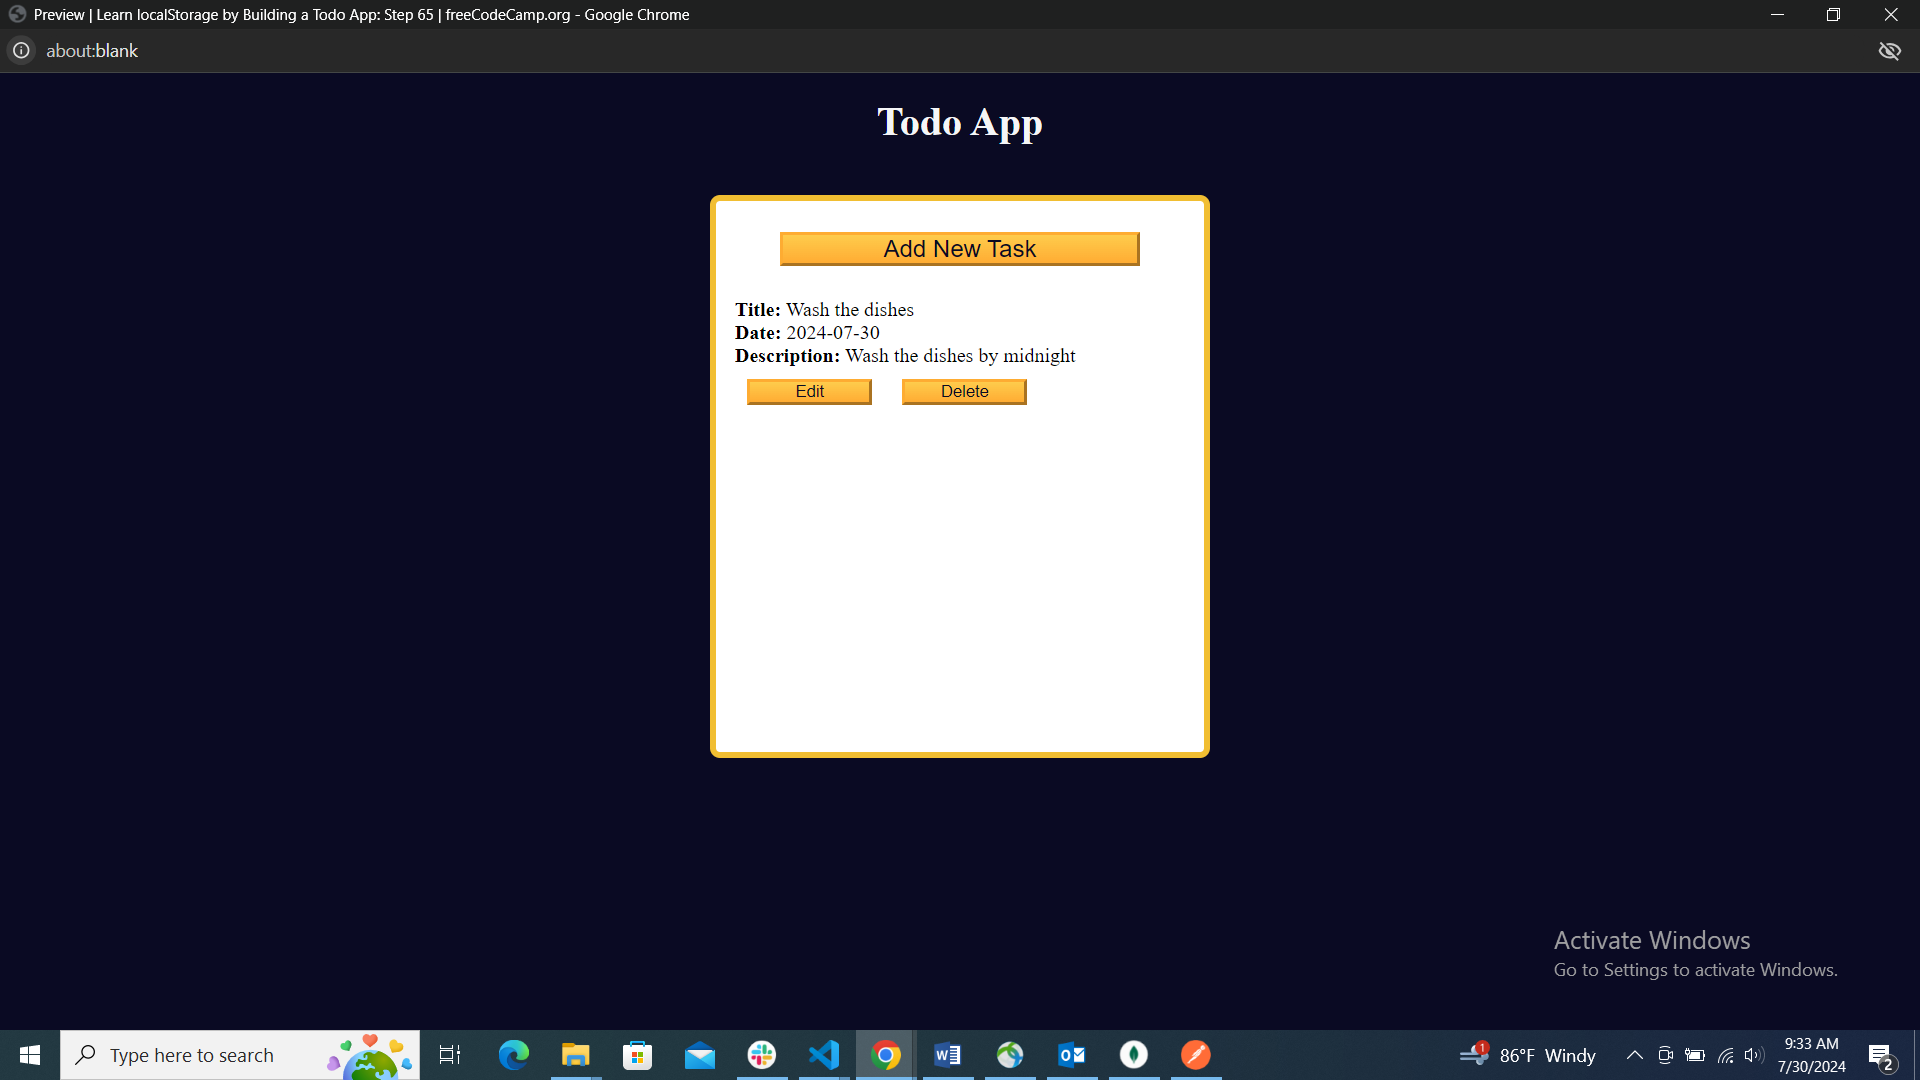 Preview | Learn localStorage by Building a Todo App: Step 65 | freeCodeCamp.org - Google Chrome
about:blank
Todo App
Add New Task
Title: Wash the dishes
Date: 2024-07-30
Description: Wash the dishes by midnight
Edit
Delete
Activate Windows
Go to Settings to activate Windows.
Type here to search
1
86°F Windy
9:33 AM
7/30/2024
2